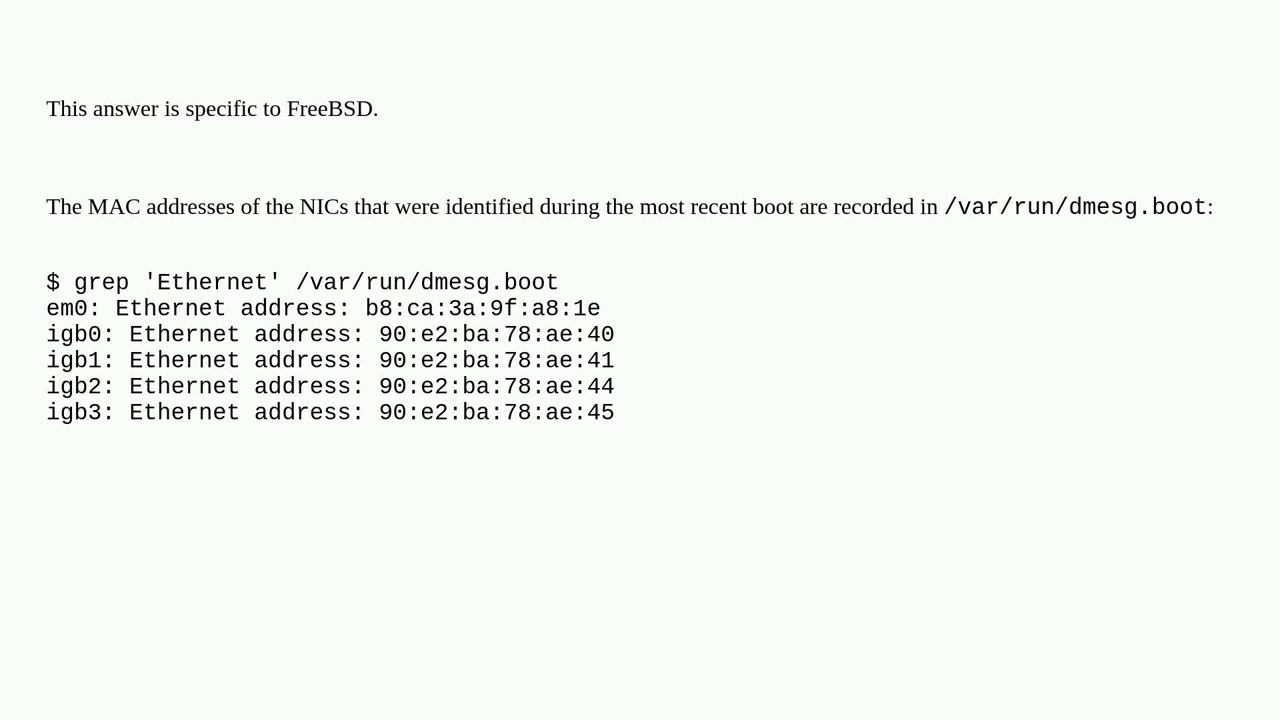 This answer is specific to FreeBSD.
The MAC addresses of the NICs that were identified during the most recent boot are recorded in /var/run/dmesg.boot:
$ grep 'Ethernet' /var/run/dmesg.boot
em0: Ethernet address: b8:ca:3a:9f:a8:1e
igb0: Ethernet address: 90:e2:ba:78:ae:40
igb1: Ethernet address: 90:e2:ba:78:ae:41
igb2: Ethernet address: 90:e2:ba:78:ae:44
igb3: Ethernet address: 90:e2:ba:78:ae:45